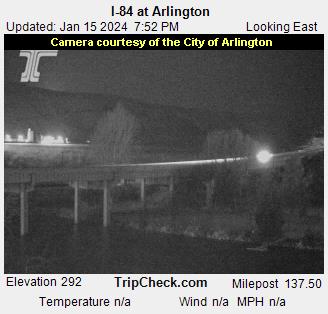 I-84 at Arlington
Updated: Jan 15 2024 7:52 PM Looking East
Camera courtesy of the City of Arlington
Elevation 292 TripCheck.com Milepost 137.50
Temperature n/a Wind n/a MPH n/a